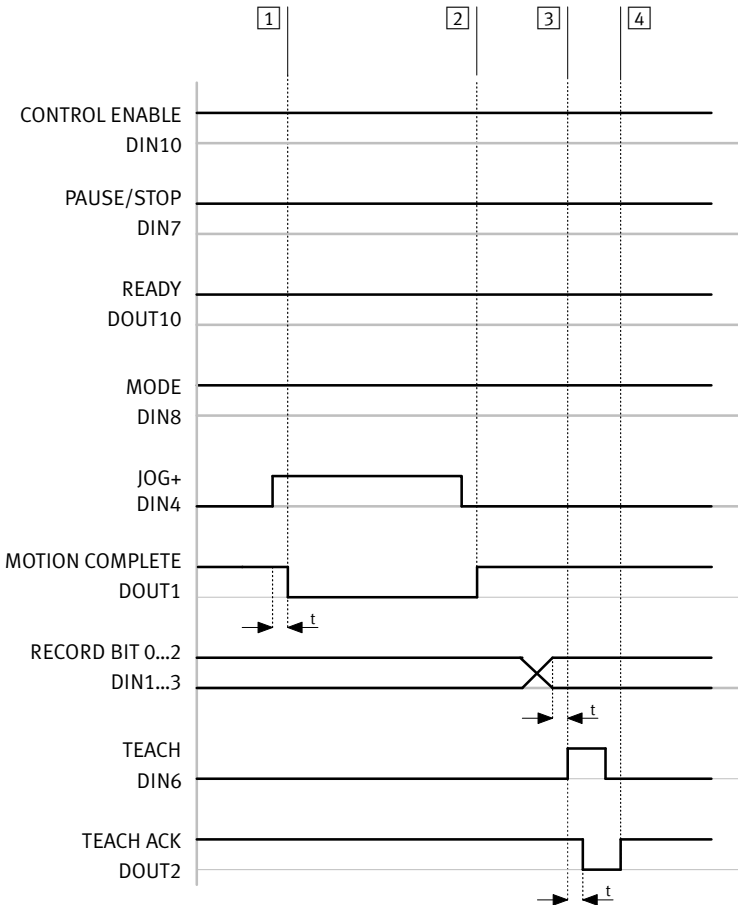 1 2 3 4
CONTROL ENABLE
DIN10
PAUSE/STOP
DIN7
READY
DOUT10
MODE
DIN8
JOG+
DIN4
MOTION COMPLETE
DOUT1
t
RECORD BIT 0...2
DIN1...3
t
TEACH
DIN6
TEACH ACK
DOUT2
t